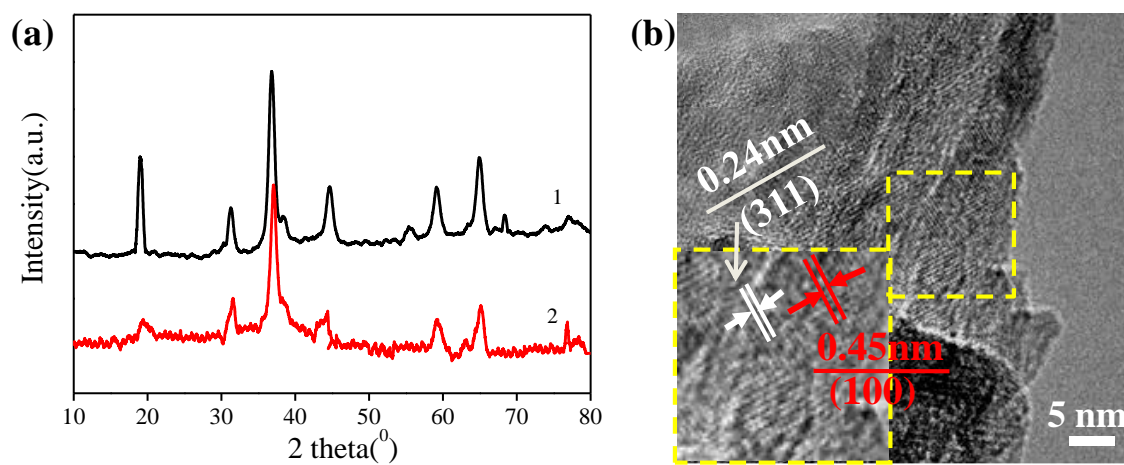 (a)
Intensity(a.u.)
1
2
10 20 30 40 50 60 70 80
2 theta(⁰)
(b)
0.24nm
(311)
0.45nm
(100)
5 nm